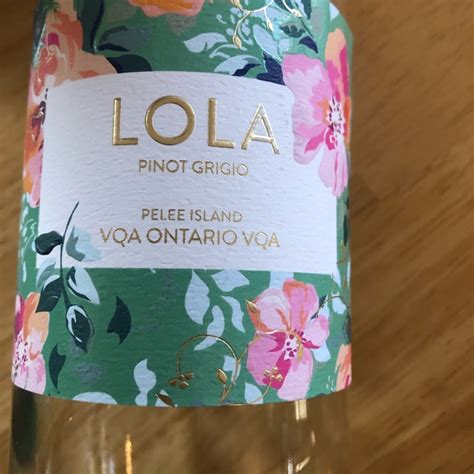 LOLA
PINOT GRIGIO
PELEE ISLAND
VQA ONTARIO VQA